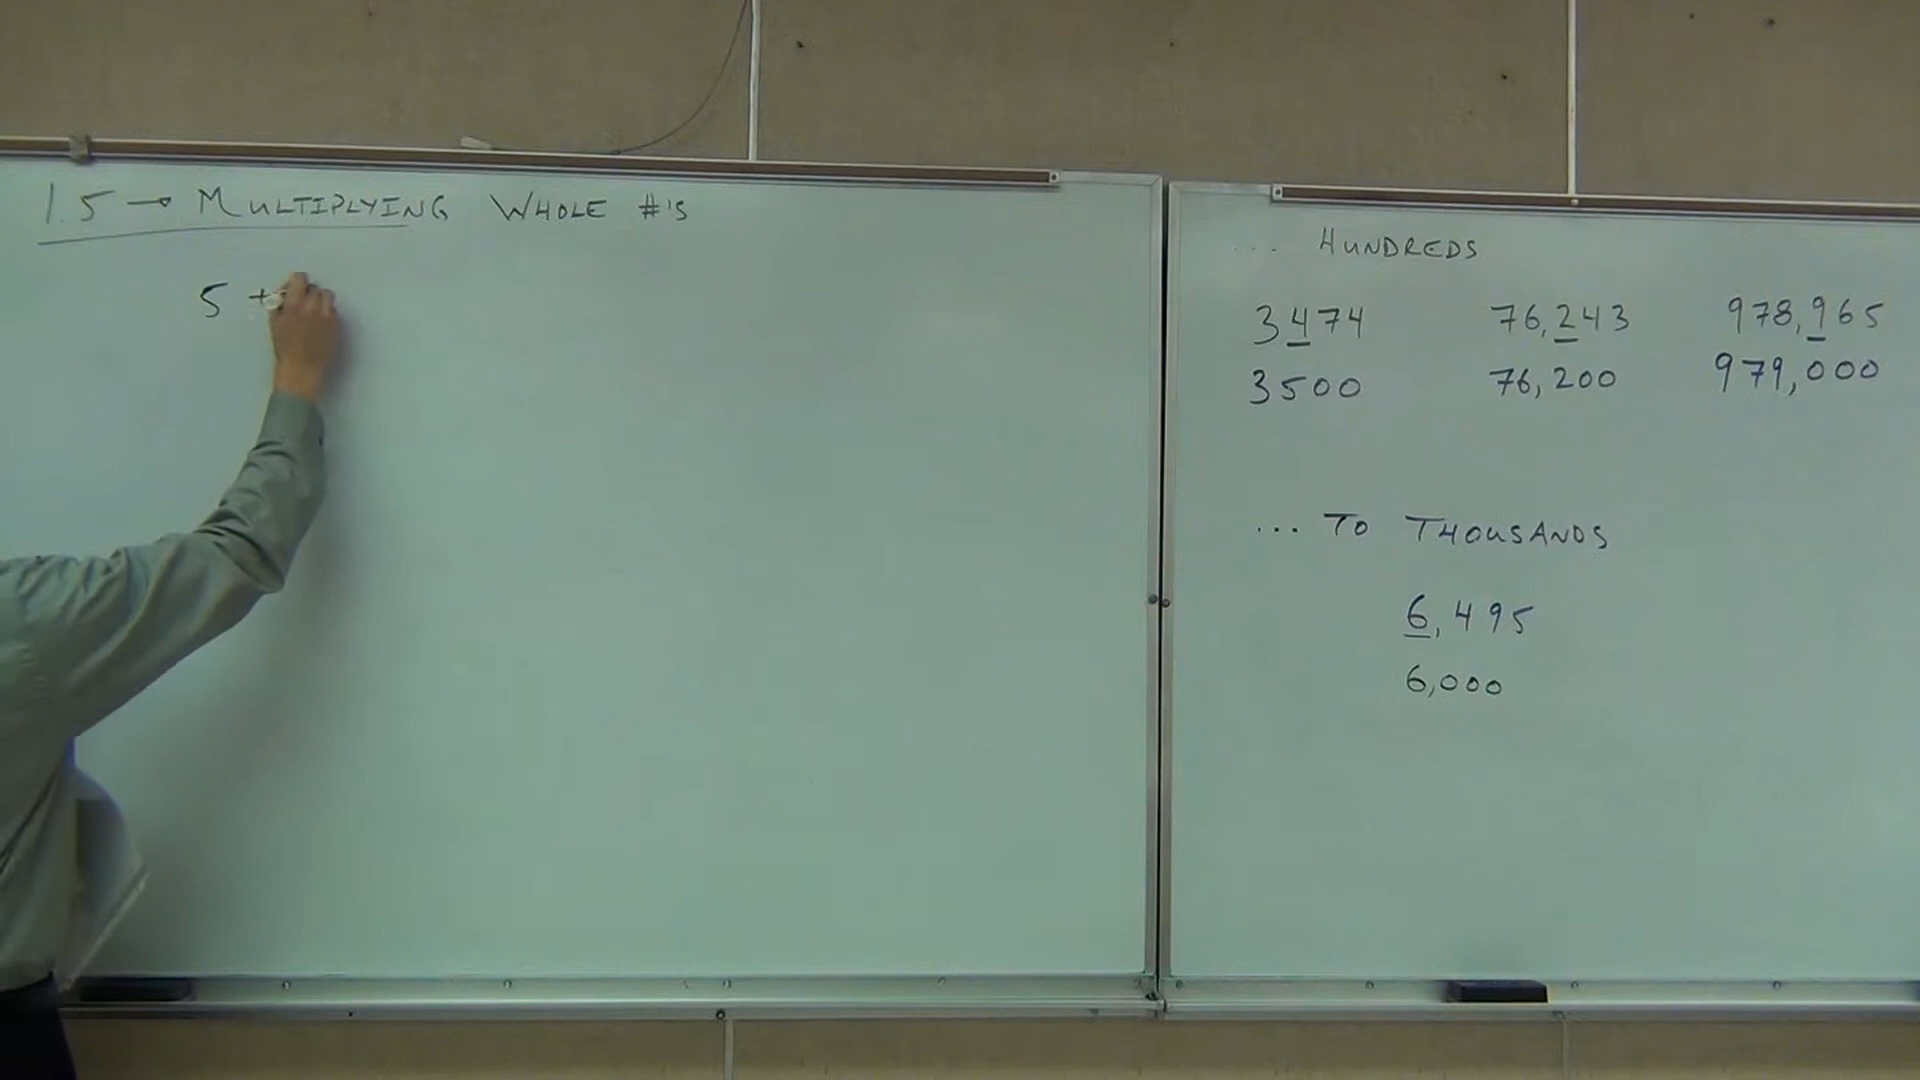 1.5 → MULTIPLYING WHOLE #'S
5 +
... HUNDREDS
3474 76,243 978,965
3500 76,200 979,000
... TO THOUSANDS
6,495
6,000